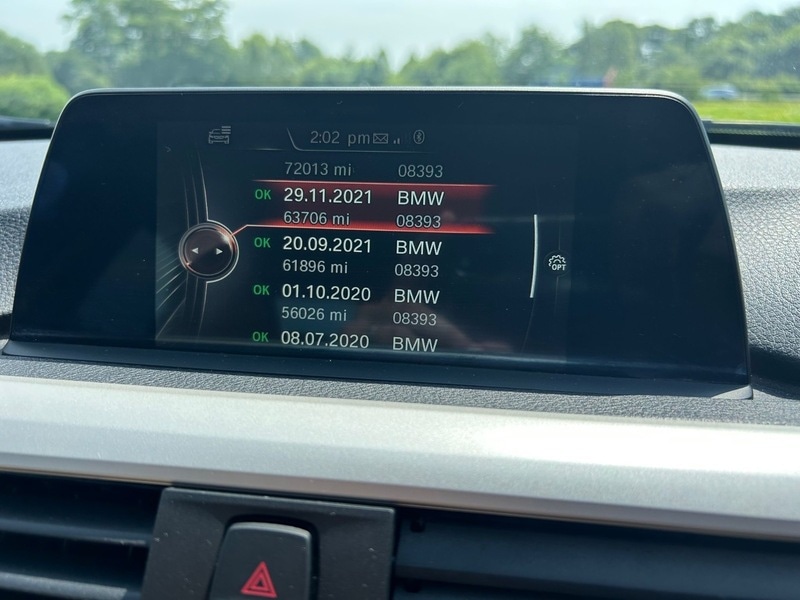 2:02 pm
72013 mi 08393
OK 29.11.2021 BMW
63706 mi 08393
OK 20.09.2021 BMW
61896 mi 08393
OPT
OK 01.10.2020 BMW
56026 mi 08393
OK 08.07.2020 BMW